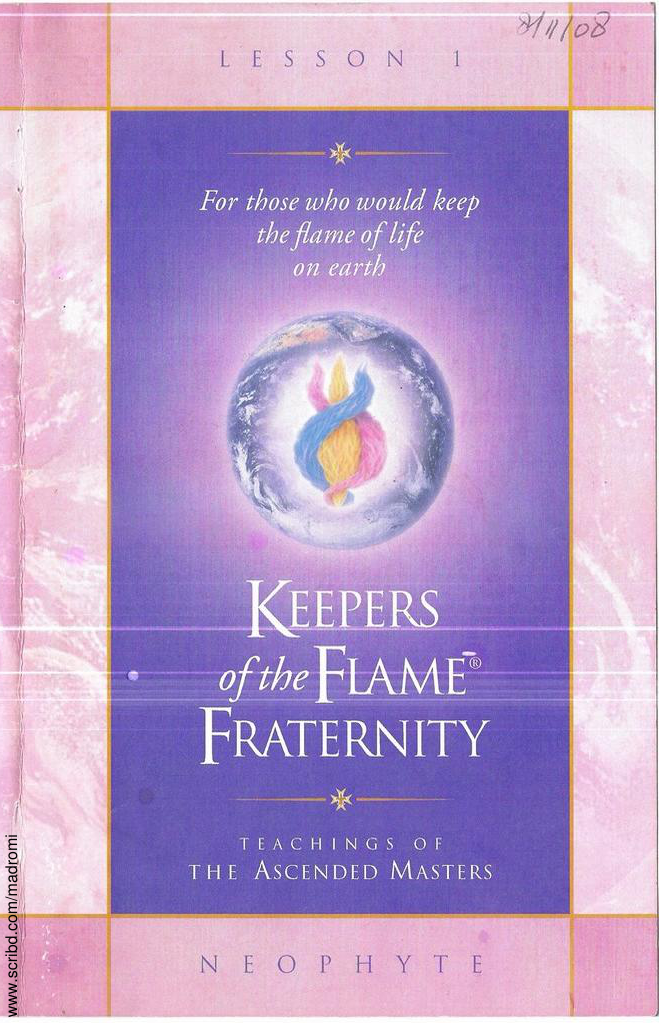 8/11/08
LESSON 1
For those who would keep
the flame of life
on earth
KEEPERS
of the FLAME®
FRATERNITY
TEACHINGS OF
THE ASCENDED MASTERS
NEOPHYTE
www.scribd.com/madromi